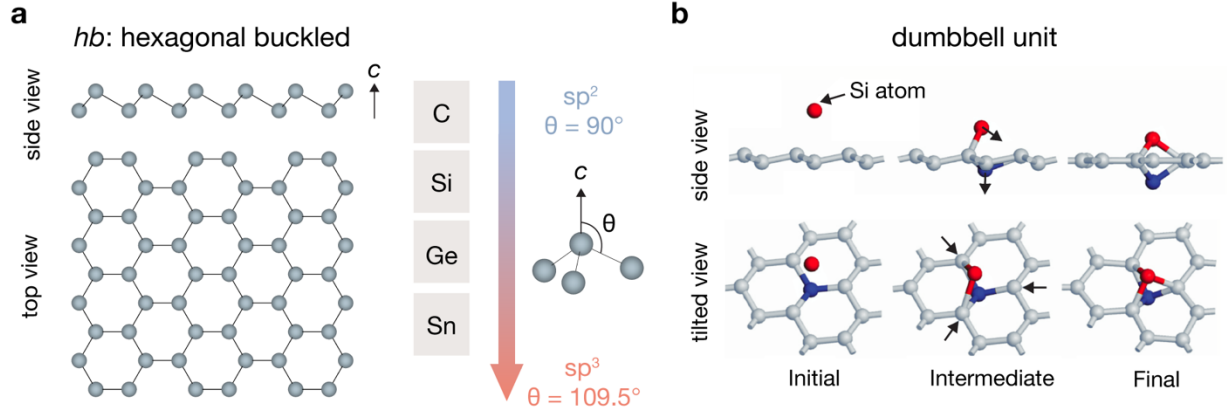 a
hb: hexagonal buckled
side view
c
top view
C
Si
Ge
Sn
sp²
θ = 90°
c
θ
sp³
θ = 109.5°
b
dumbbell unit
side view
Si atom
tilted view
Initial
Intermediate
Final